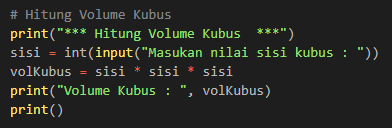 # Hitung Volume Kubus
print("*** Hitung Volume Kubus  ***")
sisi = int(input("Masukan nilai sisi kubus : "))
volKubus = sisi * sisi * sisi
print("Volume Kubus : ", volKubus)
print()